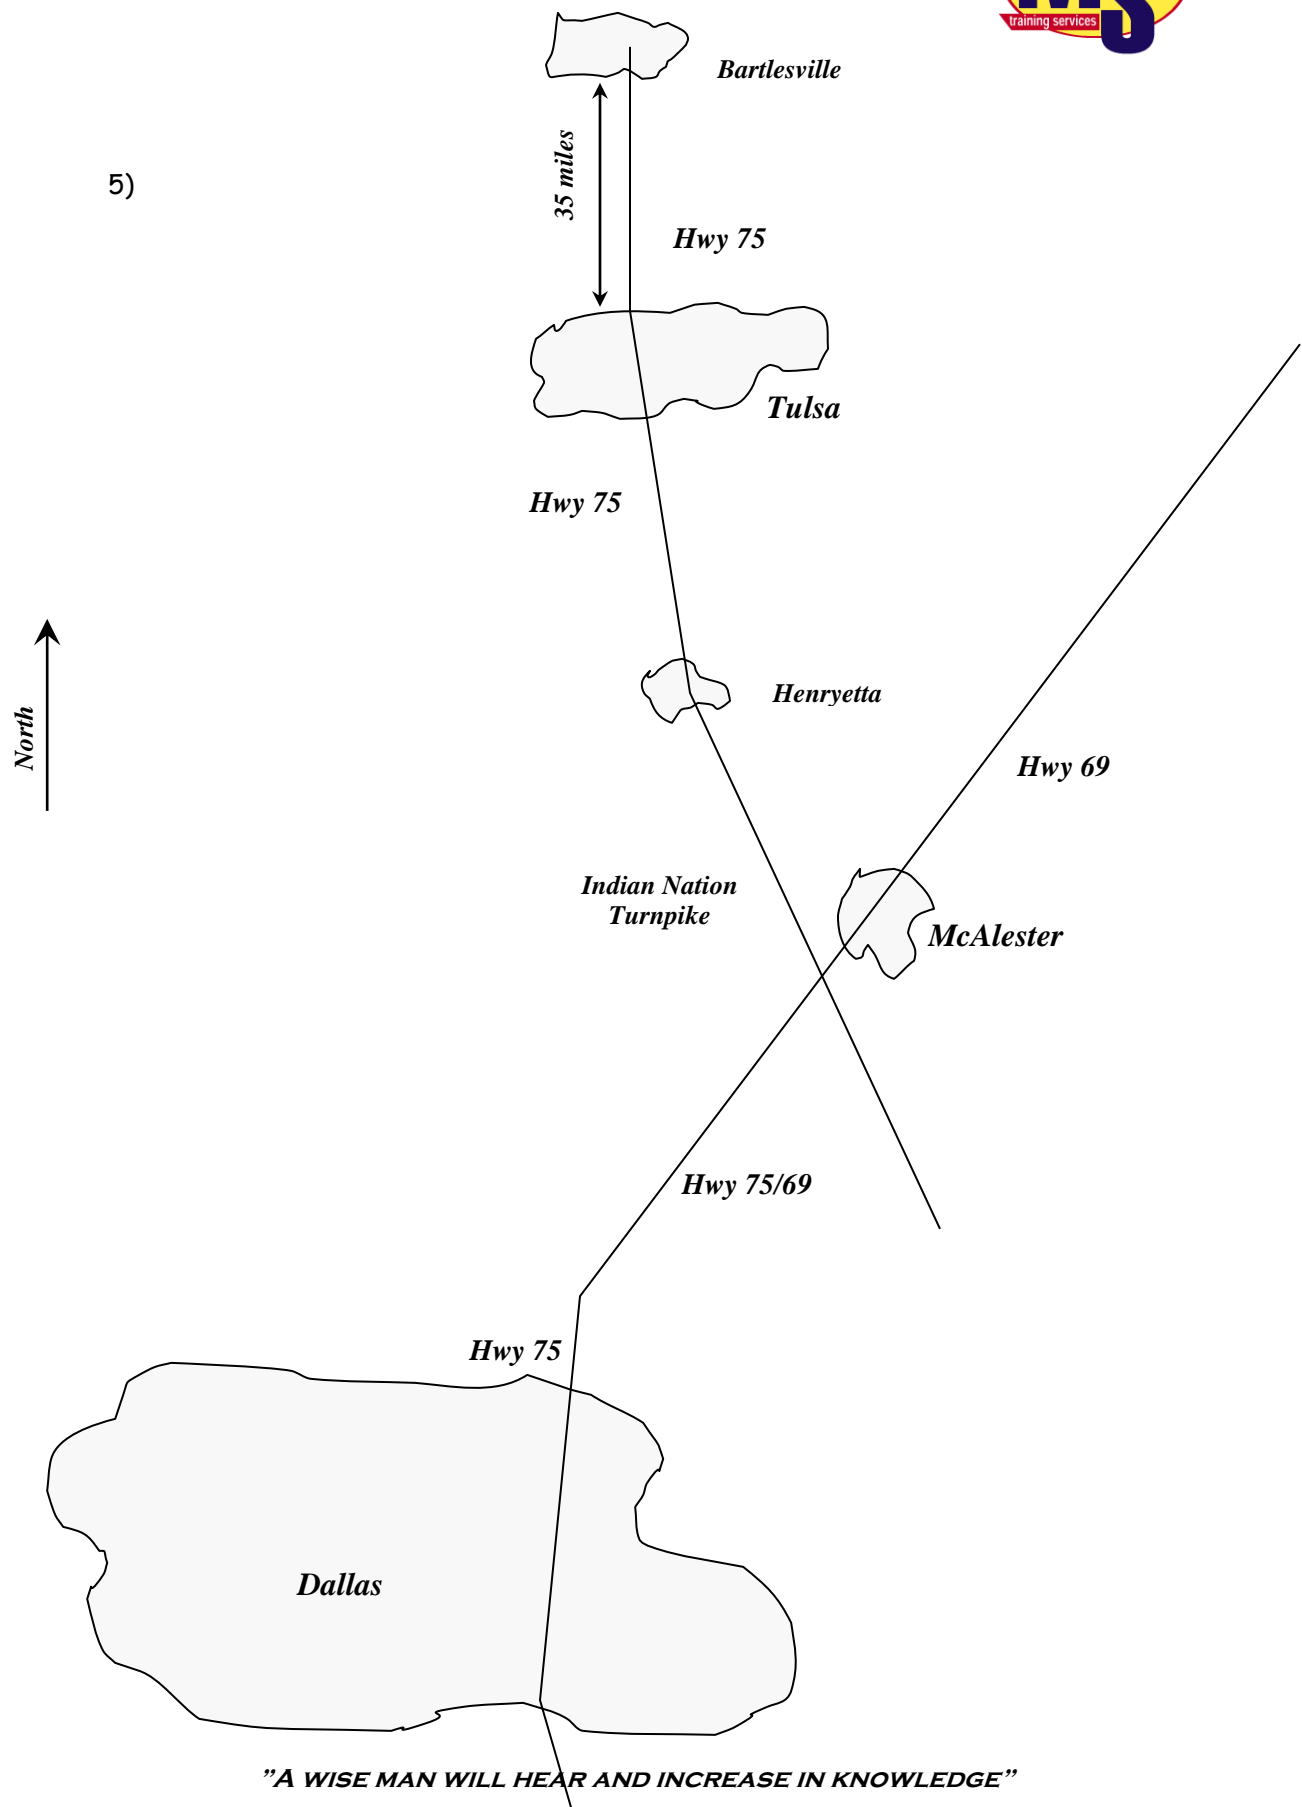 training services
Bartlesville
35 miles
5)
Hwy 75
Tulsa
Hwy 75
Henryetta
North
Hwy 69
Indian Nation
Turnpike
McAlester
Hwy 75/69
Hwy 75
Dallas
”A WISE MAN WILL HEAR AND INCREASE IN KNOWLEDGE”